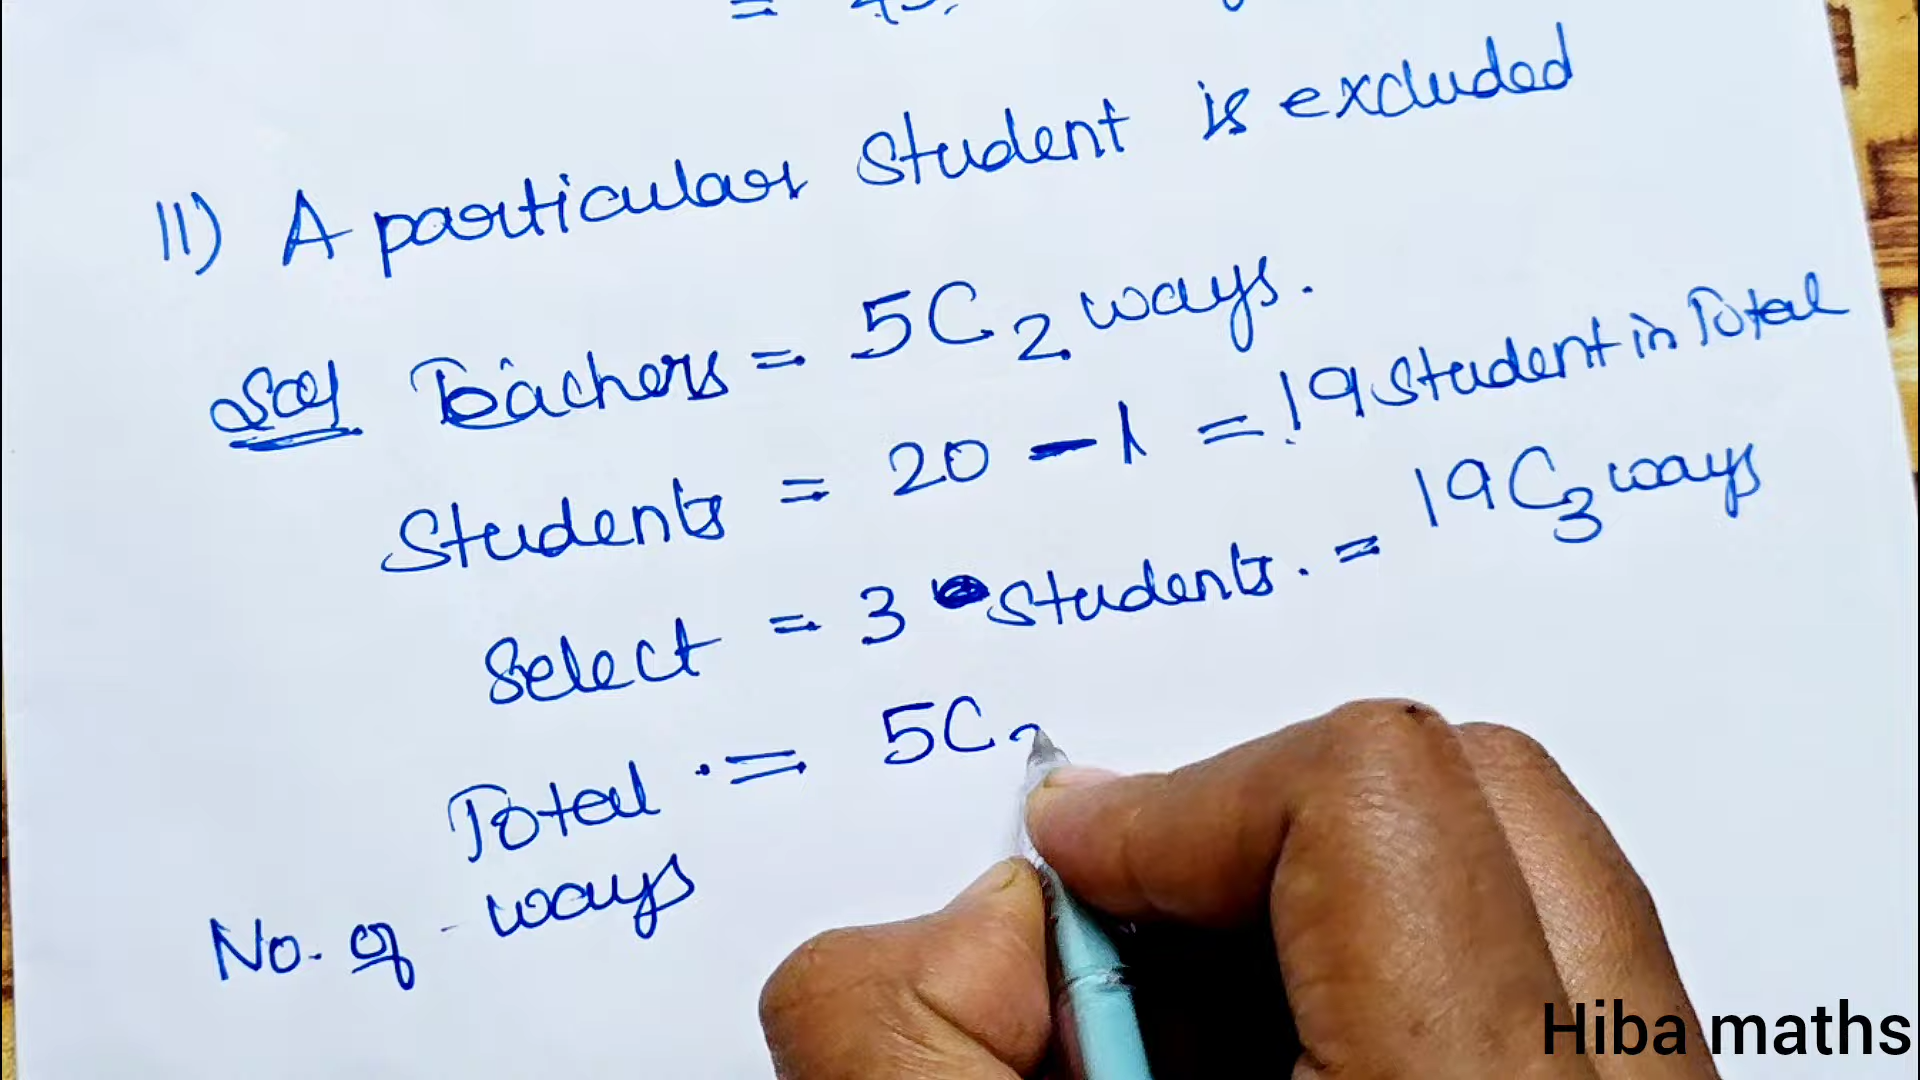 II) A particular student is excluded
Sol Teachers = 5C2 ways.
Students = 20 - 1 = 19 student in Total
Select = 3 students. = 19C3 ways
Total = 5C2
No. of ways
Hiba maths